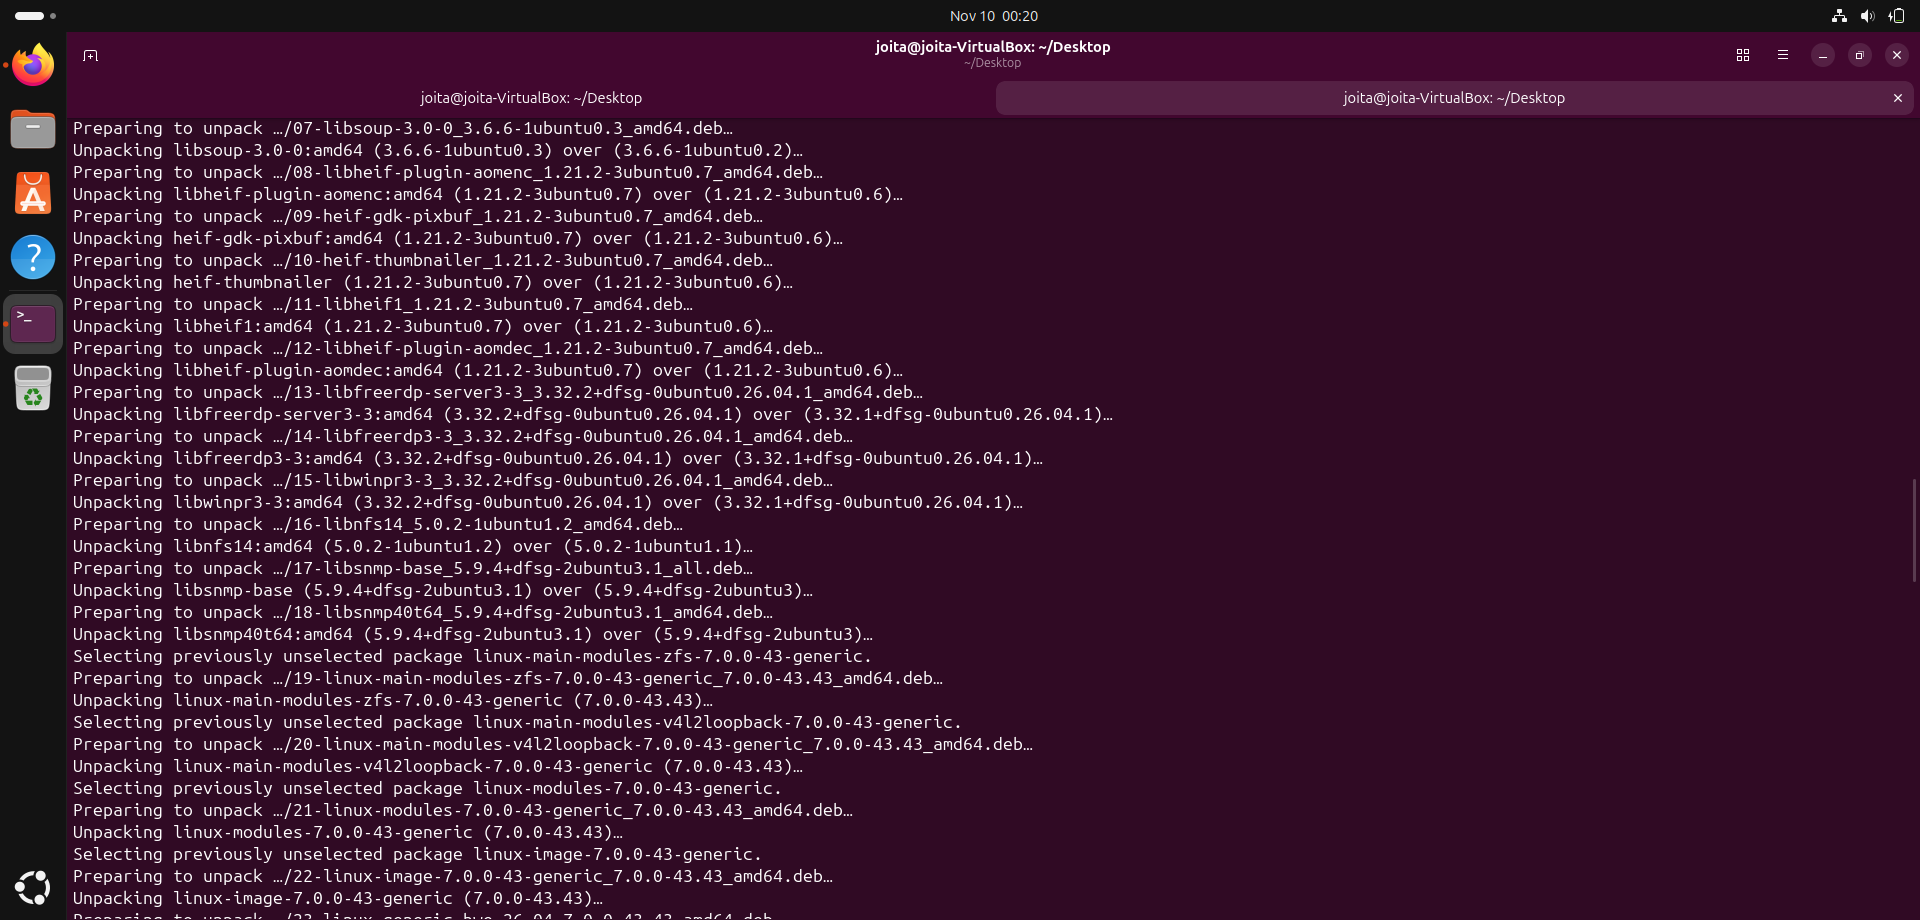 Nov 10 00:20
joita@joita-VirtualBox: ~/Desktop
~/Desktop
joita@joita-VirtualBox: ~/Desktop
joita@joita-VirtualBox: ~/Desktop
Preparing to unpack …/07-libsoup-3.0-0_3.6.6-1ubuntu0.3_amd64.deb…
Unpacking libsoup-3.0-0:amd64 (3.6.6-1ubuntu0.3) over (3.6.6-1ubuntu0.2)…
Preparing to unpack …/08-libheif-plugin-aomenc_1.21.2-3ubuntu0.7_amd64.deb…
Unpacking libheif-plugin-aomenc:amd64 (1.21.2-3ubuntu0.7) over (1.21.2-3ubuntu0.6)…
Preparing to unpack …/09-heif-gdk-pixbuf_1.21.2-3ubuntu0.7_amd64.deb…
Unpacking heif-gdk-pixbuf:amd64 (1.21.2-3ubuntu0.7) over (1.21.2-3ubuntu0.6)…
Preparing to unpack …/10-heif-thumbnailer_1.21.2-3ubuntu0.7_amd64.deb…
Unpacking heif-thumbnailer (1.21.2-3ubuntu0.7) over (1.21.2-3ubuntu0.6)…
Preparing to unpack …/11-libheif1_1.21.2-3ubuntu0.7_amd64.deb…
Unpacking libheif1:amd64 (1.21.2-3ubuntu0.7) over (1.21.2-3ubuntu0.6)…
Preparing to unpack …/12-libheif-plugin-aomdec_1.21.2-3ubuntu0.7_amd64.deb…
Unpacking libheif-plugin-aomdec:amd64 (1.21.2-3ubuntu0.7) over (1.21.2-3ubuntu0.6)…
Preparing to unpack …/13-libfreerdp-server3-3_3.32.2+dfsg-0ubuntu0.26.04.1_amd64.deb…
Unpacking libfreerdp-server3-3:amd64 (3.32.2+dfsg-0ubuntu0.26.04.1) over (3.32.1+dfsg-0ubuntu0.26.04.1)…
Preparing to unpack …/14-libfreerdp3-3_3.32.2+dfsg-0ubuntu0.26.04.1_amd64.deb…
Unpacking libfreerdp3-3:amd64 (3.32.2+dfsg-0ubuntu0.26.04.1) over (3.32.1+dfsg-0ubuntu0.26.04.1)…
Preparing to unpack …/15-libwinpr3-3_3.32.2+dfsg-0ubuntu0.26.04.1_amd64.deb…
Unpacking libwinpr3-3:amd64 (3.32.2+dfsg-0ubuntu0.26.04.1) over (3.32.1+dfsg-0ubuntu0.26.04.1)…
Preparing to unpack …/16-libnfs14_5.0.2-1ubuntu1.2_amd64.deb…
Unpacking libnfs14:amd64 (5.0.2-1ubuntu1.2) over (5.0.2-1ubuntu1.1)…
Preparing to unpack …/17-libsnmp-base_5.9.4+dfsg-2ubuntu3.1_all.deb…
Unpacking libsnmp-base (5.9.4+dfsg-2ubuntu3.1) over (5.9.4+dfsg-2ubuntu3)…
Preparing to unpack …/18-libsnmp40t64_5.9.4+dfsg-2ubuntu3.1_amd64.deb…
Unpacking libsnmp40t64:amd64 (5.9.4+dfsg-2ubuntu3.1) over (5.9.4+dfsg-2ubuntu3)…
Selecting previously unselected package linux-main-modules-zfs-7.0.0-43-generic.
Preparing to unpack …/19-linux-main-modules-zfs-7.0.0-43-generic_7.0.0-43.43_amd64.deb…
Unpacking linux-main-modules-zfs-7.0.0-43-generic (7.0.0-43.43)…
Selecting previously unselected package linux-main-modules-v4l2loopback-7.0.0-43-generic.
Preparing to unpack …/20-linux-main-modules-v4l2loopback-7.0.0-43-generic_7.0.0-43.43_amd64.deb…
Unpacking linux-main-modules-v4l2loopback-7.0.0-43-generic (7.0.0-43.43)…
Selecting previously unselected package linux-modules-7.0.0-43-generic.
Preparing to unpack …/21-linux-modules-7.0.0-43-generic_7.0.0-43.43_amd64.deb…
Unpacking linux-modules-7.0.0-43-generic (7.0.0-43.43)…
Selecting previously unselected package linux-image-7.0.0-43-generic.
Preparing to unpack …/22-linux-image-7.0.0-43-generic_7.0.0-43.43_amd64.deb…
Unpacking linux-image-7.0.0-43-generic (7.0.0-43.43)…
Preparing to unpack …/23-linux-generic-hwe-26.04_7.0.0-43.43_amd64.deb…